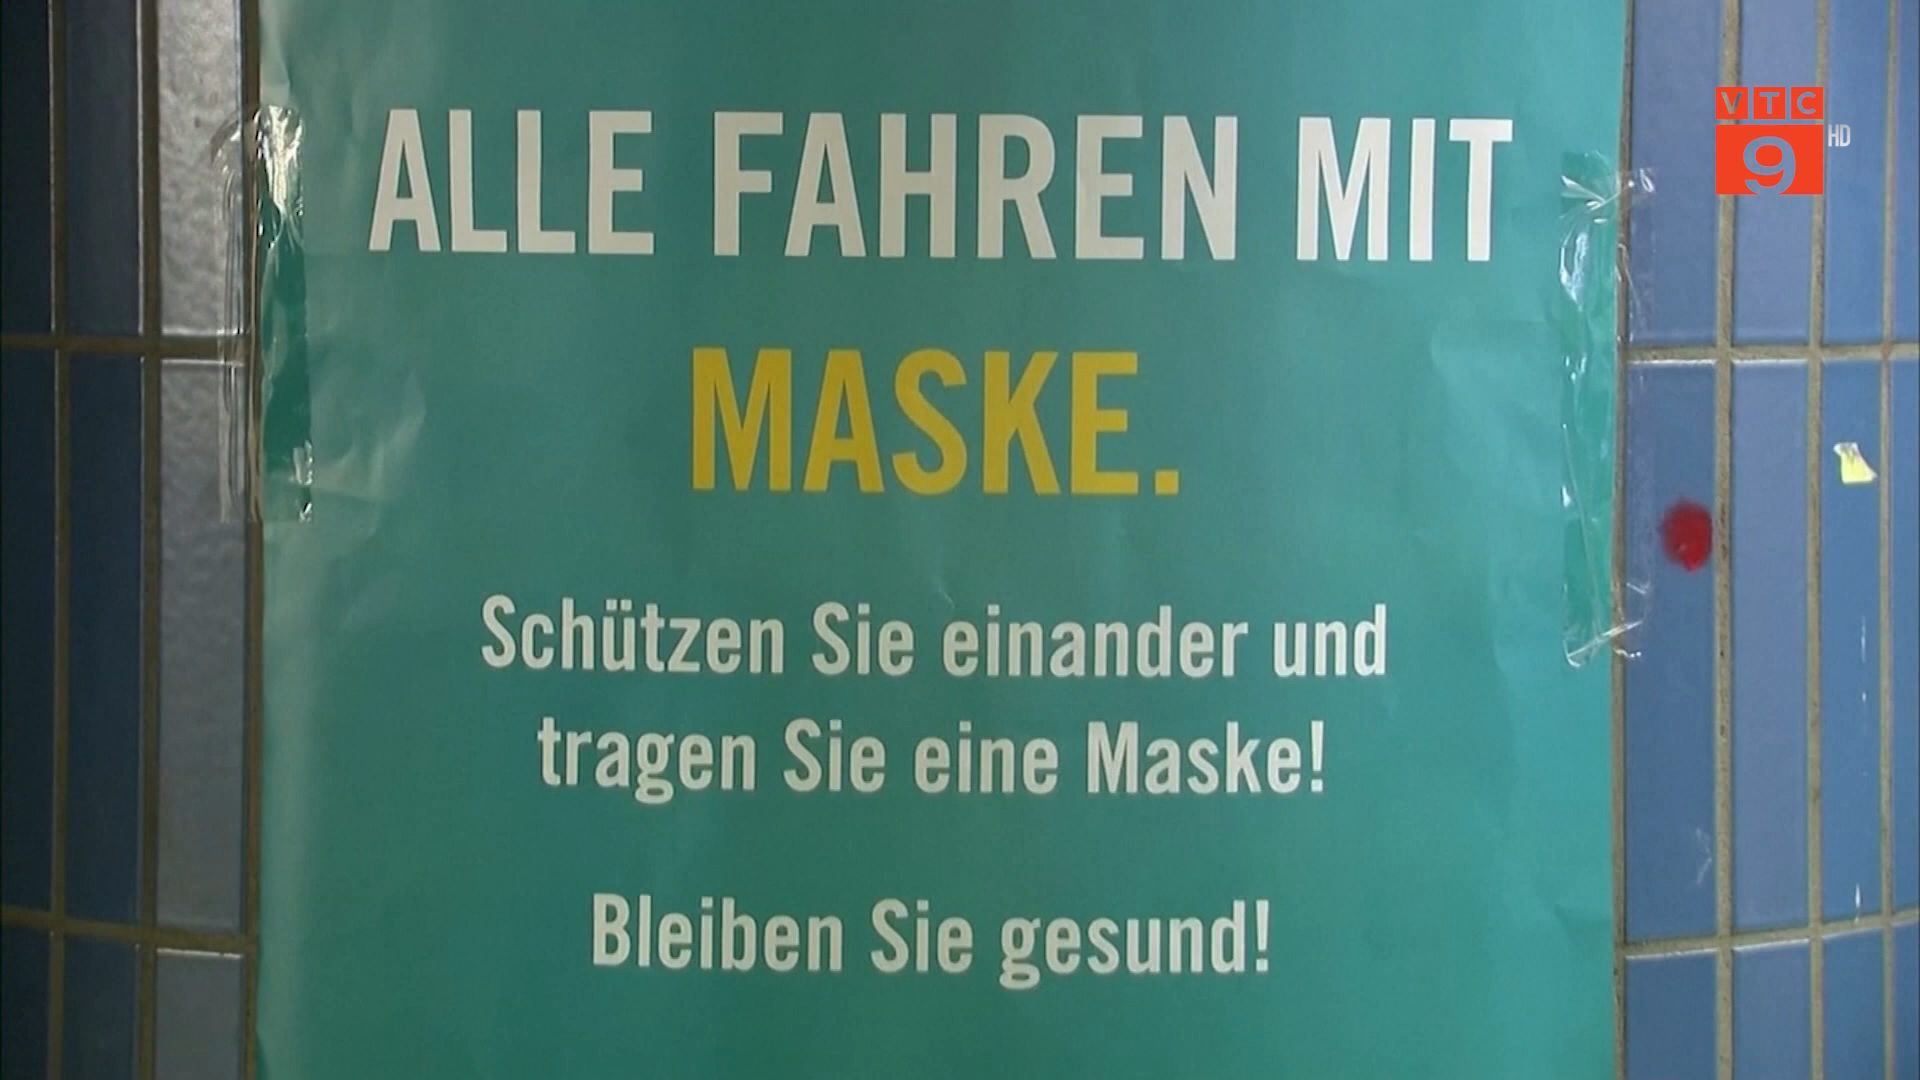 ALLE FAHREN MIT
MASKE.
Schützen Sie einander und
tragen Sie eine Maske!
Bleiben Sie gesund!
VTC
9 HD